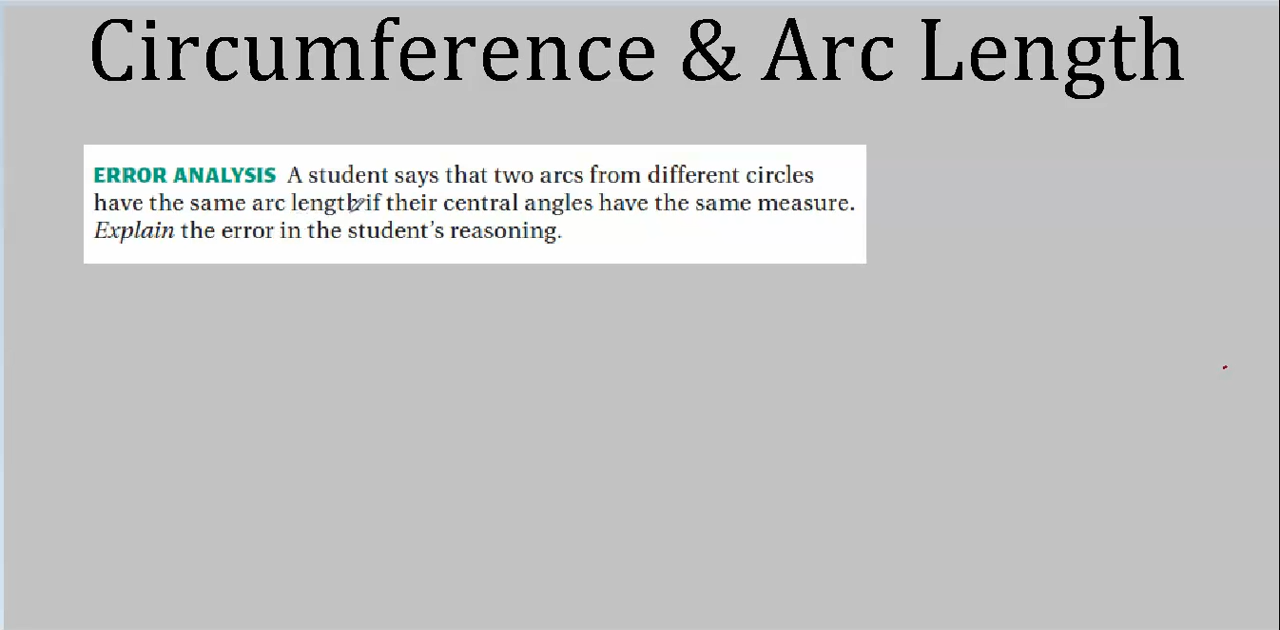 Circumference & Arc Length
ERROR ANALYSIS A student says that two arcs from different circles
have the same arc length if their central angles have the same measure.
Explain the error in the student's reasoning.